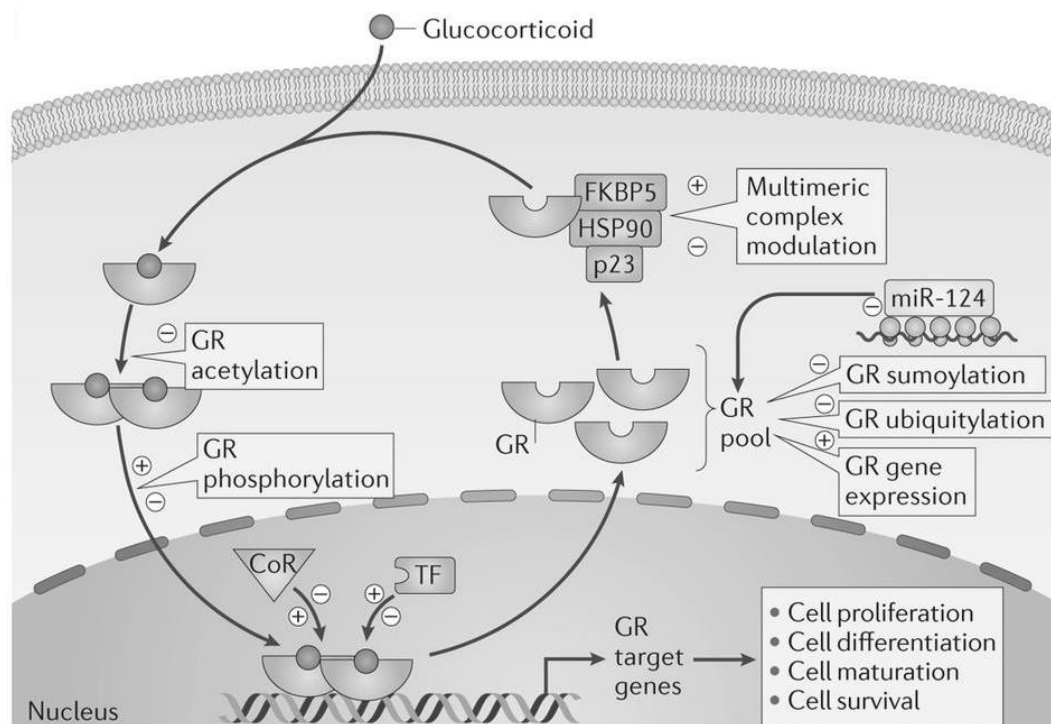 Glucocorticoid
FKBP5
HSP90
p23
+
−
Multimeric
complex
modulation
miR-124
−
−
GR
acetylation
GR
GR
pool
−
GR sumoylation
−
GR ubiquitylation
+
GR gene
expression
+
−
GR
phosphorylation
CoR
−
+
TF
+
−
GR
target
genes
• Cell proliferation
• Cell differentiation
• Cell maturation
• Cell survival
Nucleus